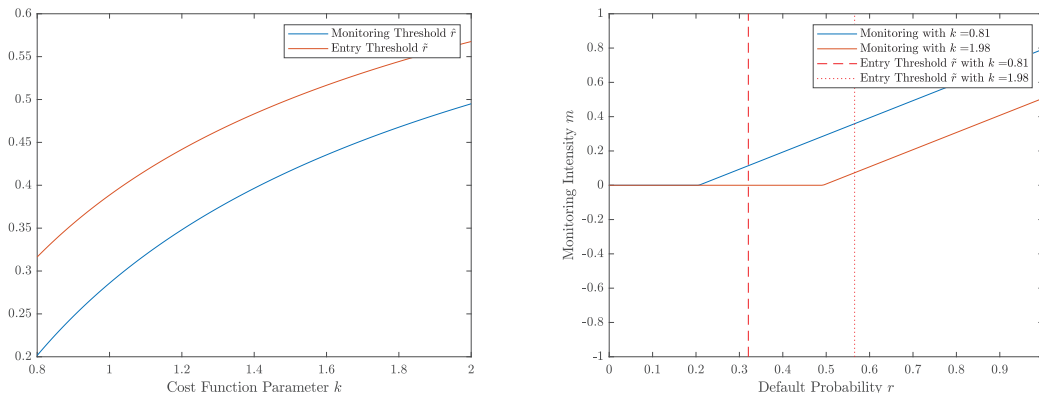 0.6
0.55
0.5
0.45
0.4
0.35
0.3
0.25
0.2
0.8 1 1.2 1.4 1.6 1.8 2
Cost Function Parameter k
Monitoring Threshold r̂
Entry Threshold r̃
1
0.8
0.6
0.4
0.2
0
-0.2
-0.4
-0.6
-0.8
-1
Monitoring Intensity m
0 0.1 0.2 0.3 0.4 0.5 0.6 0.7 0.8 0.9
Default Probability r
Monitoring with k =0.81
Monitoring with k =1.98
Entry Threshold r̃ with k =0.81
Entry Threshold r̃ with k =1.98